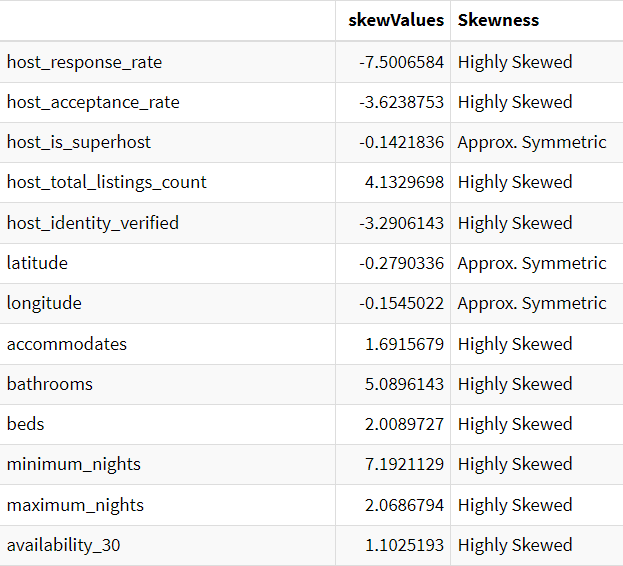 skewValues Skewness
host_response_rate -7.5006584 Highly Skewed
host_acceptance_rate -3.6238753 Highly Skewed
host_is_superhost -0.1421836 Approx. Symmetric
host_total_listings_count 4.1329698 Highly Skewed
host_identity_verified -3.2906143 Highly Skewed
latitude -0.2790336 Approx. Symmetric
longitude -0.1545022 Approx. Symmetric
accommodates 1.6915679 Highly Skewed
bathrooms 5.0896143 Highly Skewed
beds 2.0089727 Highly Skewed
minimum_nights 7.1921129 Highly Skewed
maximum_nights 2.0686794 Highly Skewed
availability_30 1.1025193 Highly Skewed